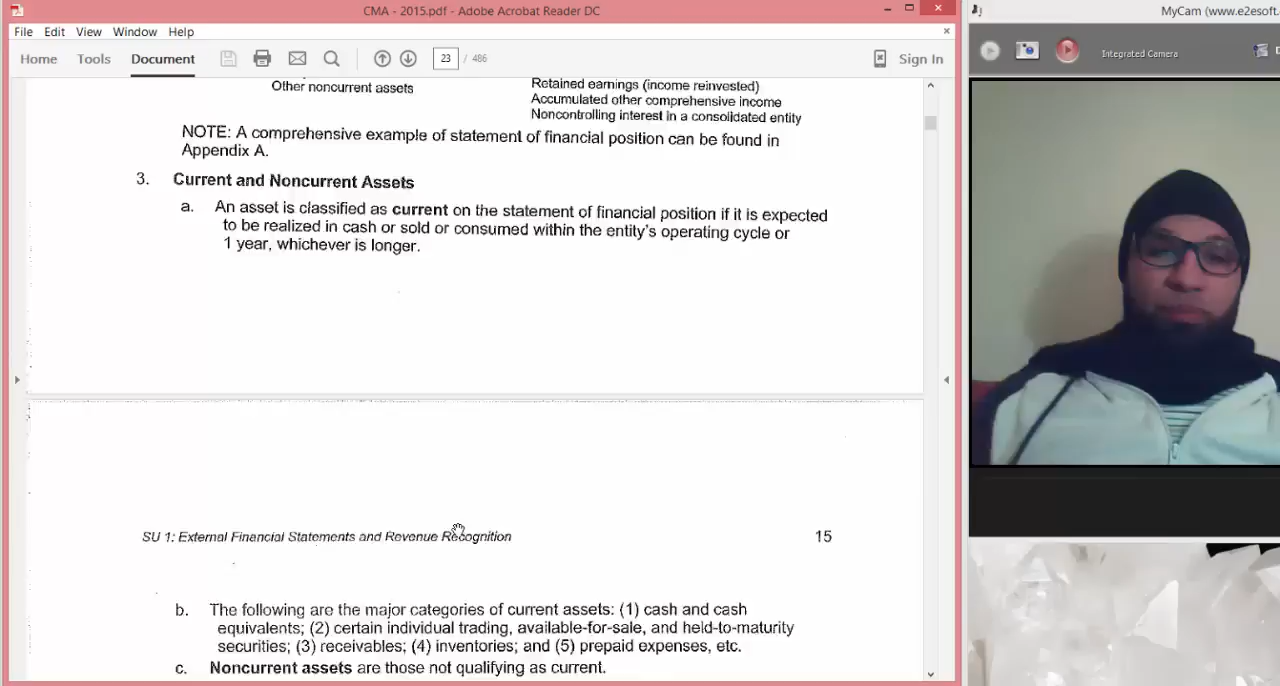 CMA - 2015.pdf - Adobe Acrobat Reader DC
MyCam (www.e2esoft.
File Edit View Window Help
Home Tools Document 23 / 486 Sign In
Integrated Camera
Other noncurrent assets
Retained earnings (income reinvested)
Accumulated other comprehensive income
Noncontrolling interest in a consolidated entity
NOTE: A comprehensive example of statement of financial position can be found in
Appendix A.
3. Current and Noncurrent Assets
a. An asset is classified as current on the statement of financial position if it is expected
to be realized in cash or sold or consumed within the entity's operating cycle or
1 year, whichever is longer.
SU 1: External Financial Statements and Revenue Recognition 15
b. The following are the major categories of current assets: (1) cash and cash
equivalents; (2) certain individual trading, available-for-sale, and held-to-maturity
securities; (3) receivables; (4) inventories; and (5) prepaid expenses, etc.
c. Noncurrent assets are those not qualifying as current.